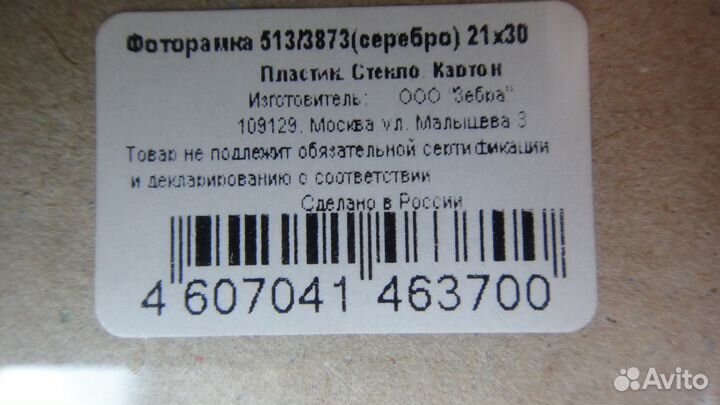 Фоторамка 513/3873(серебро) 21x30
Пластик. Стекло. Картон
Изготовитель: ООО "Зебра"
109129, Москва ул. Малышева 3
Товар не подлежит обязательной сертификации
и декларированию о соответствии
Сделано в России
4 607041 463700
Avito